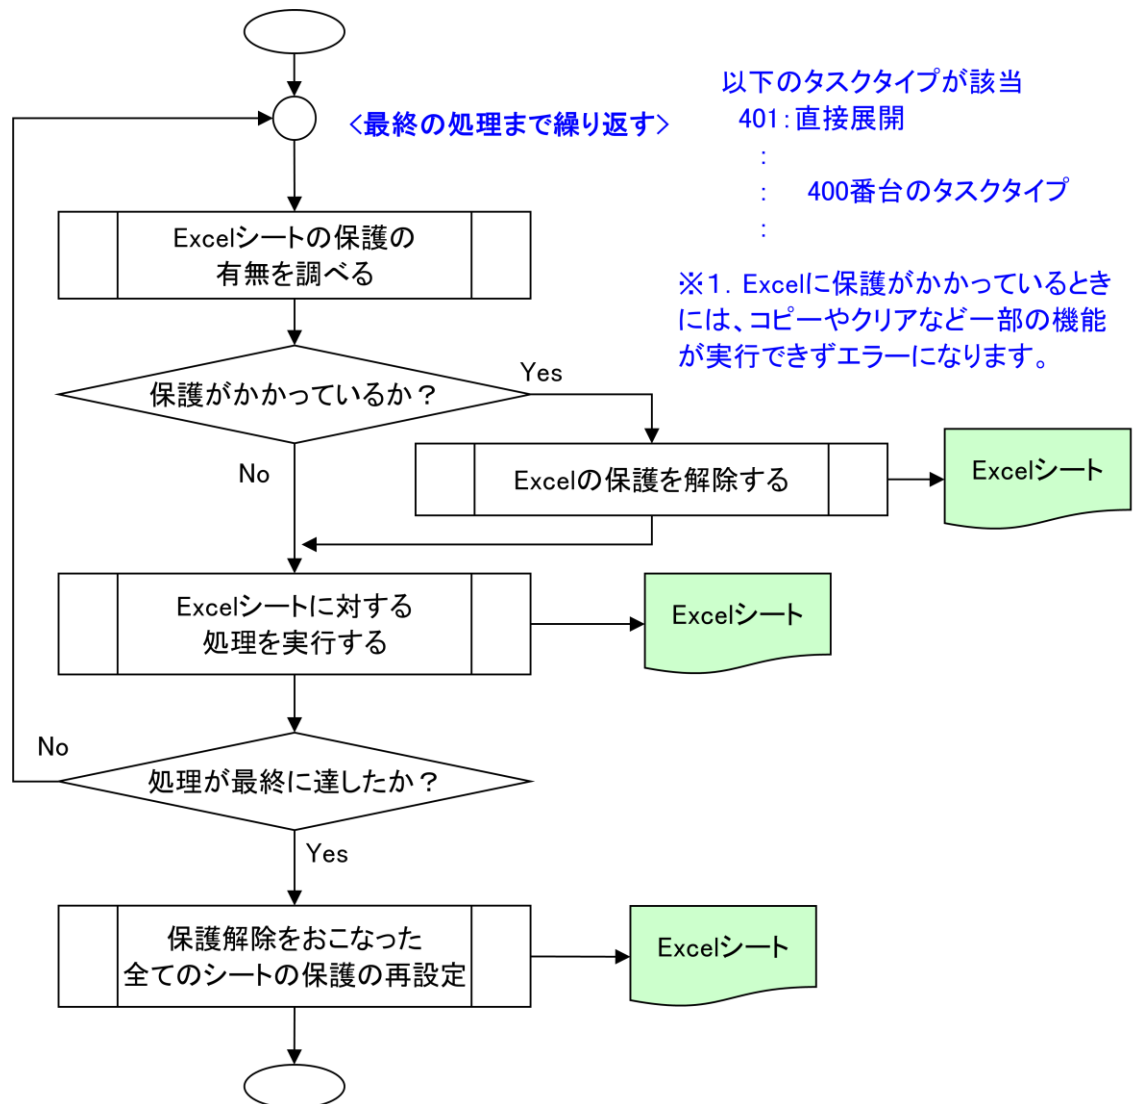 以下のタスクタイプが該当
<最終の処理まで繰り返す>
401:直接展開
:
: 400番台のタスクタイプ
:
Excelシートの保護の
有無を調べる
※1. Excelに保護がかかっているとき
には、コピーやクリアなど一部の機能
が実行できずエラーになります。
保護がかかっているか?
Yes
No
Excelの保護を解除する
Excelシート
Excelシートに対する
処理を実行する
Excelシート
No
処理が最終に達したか?
Yes
保護解除をおこなった
全てのシートの保護の再設定
Excelシート